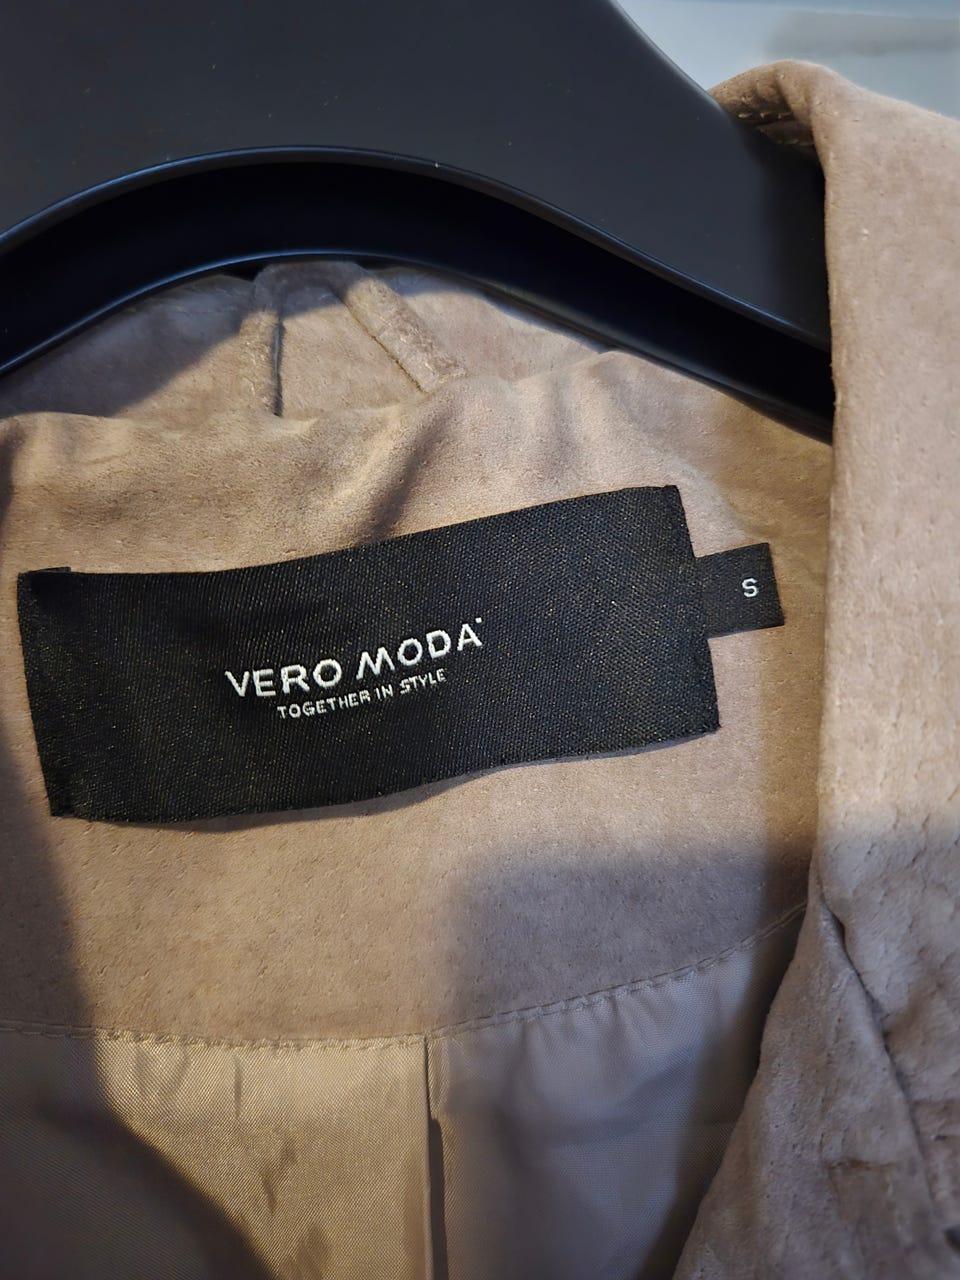 VERO MODA
TOGETHER IN STYLE
S